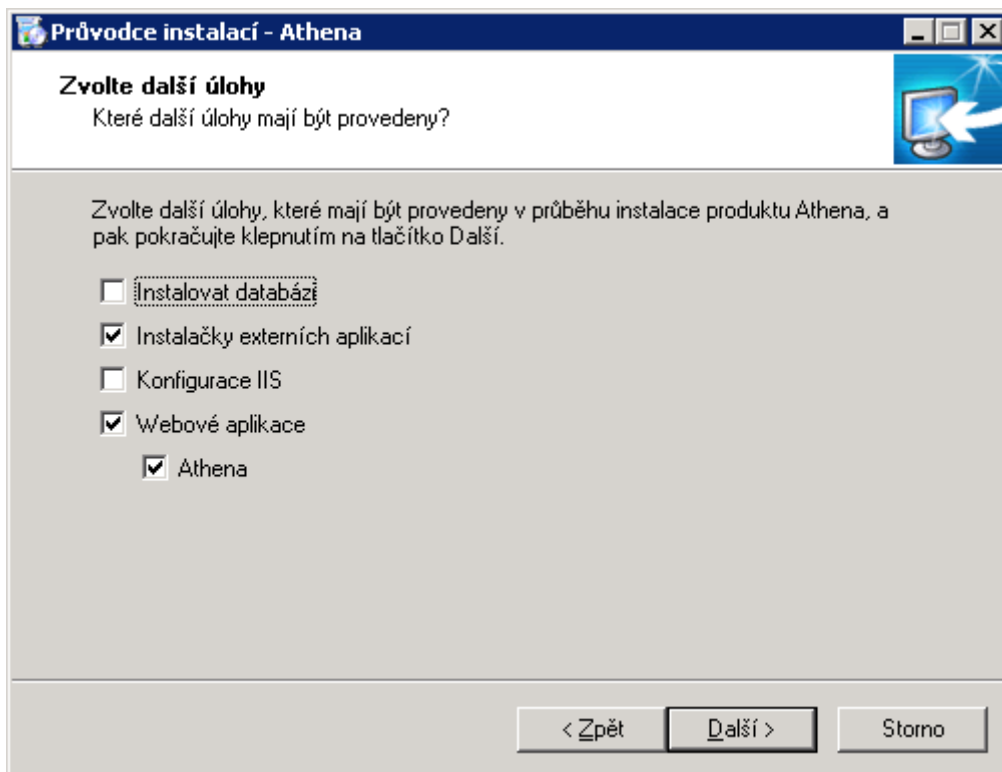 Průvodce instalací - Athena
Zvolte další úlohy
Které další úlohy mají být provedeny?
Zvolte další úlohy, které mají být provedeny v průběhu instalace produktu Athena, a
pak pokračujte klepnutím na tlačítko Další.
Instalovat databázi
Instalačky externích aplikací
Konfigurace IIS
Webové aplikace
Athena
< Zpět
Další >
Storno